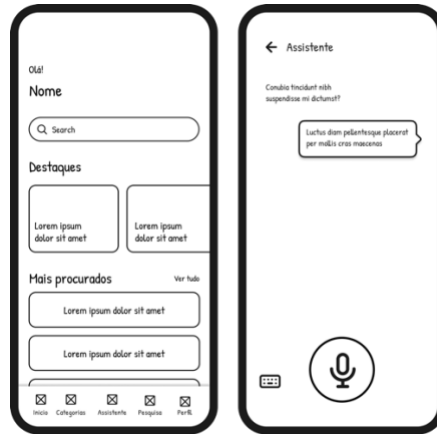 Olá!
Nome
Search
Destaques
Lorem ipsum
dolor sit amet
Lorem ipsum
dolor sit amet
Mais procurados
Ver tudo
Lorem ipsum dolor sit amet
Lorem ipsum dolor sit amet
Início
Categorias
Assistente
Pesquisa
Perfil
Assistente
Conubia tincidunt nibh
suspendisse mi dictumst?
Luctus diam pellentesque placerat
per mollis cras maecenas